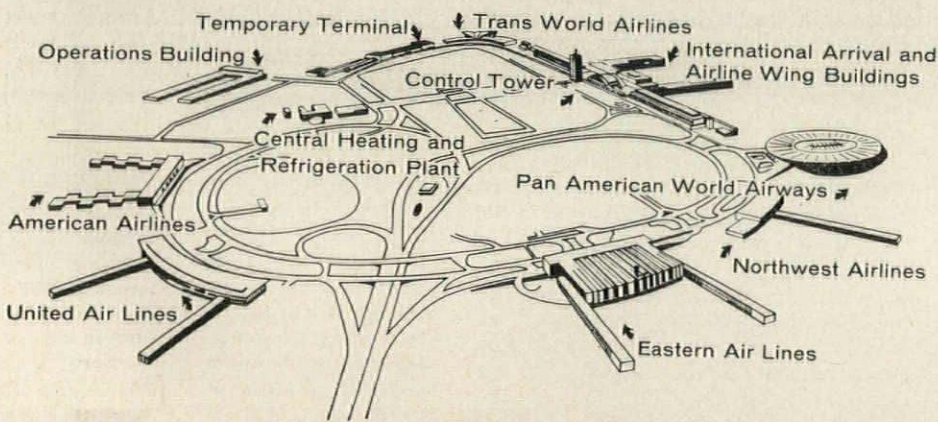 Temporary Terminal
Trans World Airlines
Operations Building
International Arrival and
Airline Wing Buildings
Control Tower
Central Heating and
Refrigeration Plant
Pan American World Airways
American Airlines
Northwest Airlines
United Air Lines
Eastern Air Lines